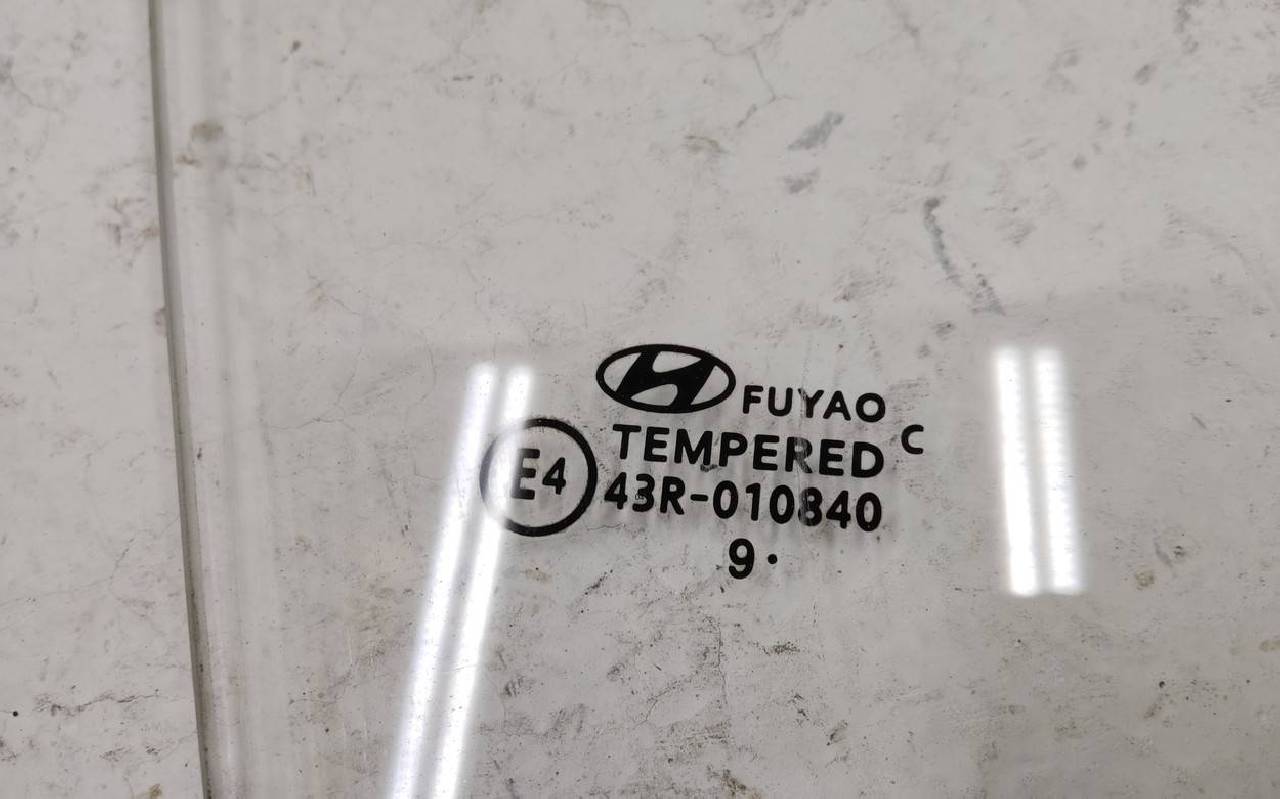 FUYAO
TEMPERED C
E4 43R-010840
9•